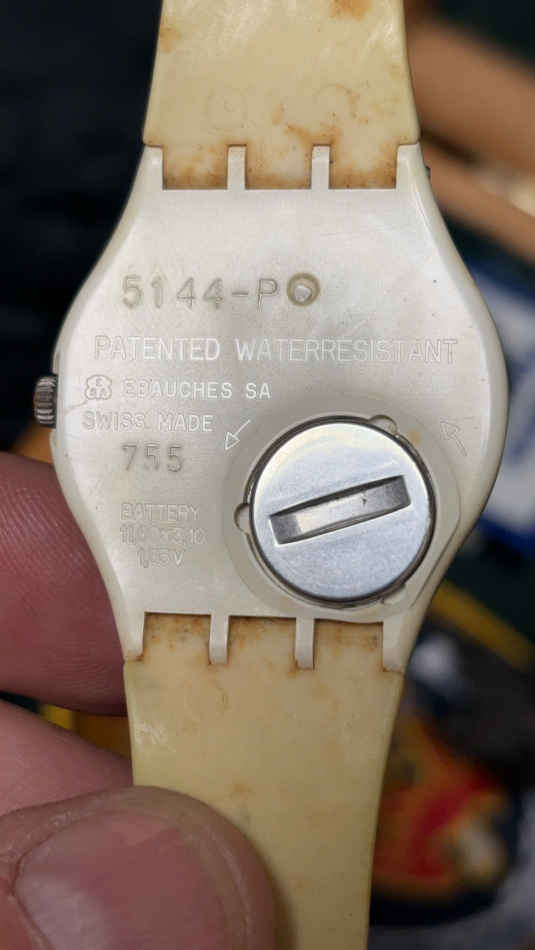 5144-P
PATENTED WATERRESISTANT
EBAUCHES SA
SWISS MADE
755
BATTERY
11,60x3,10
1,55V